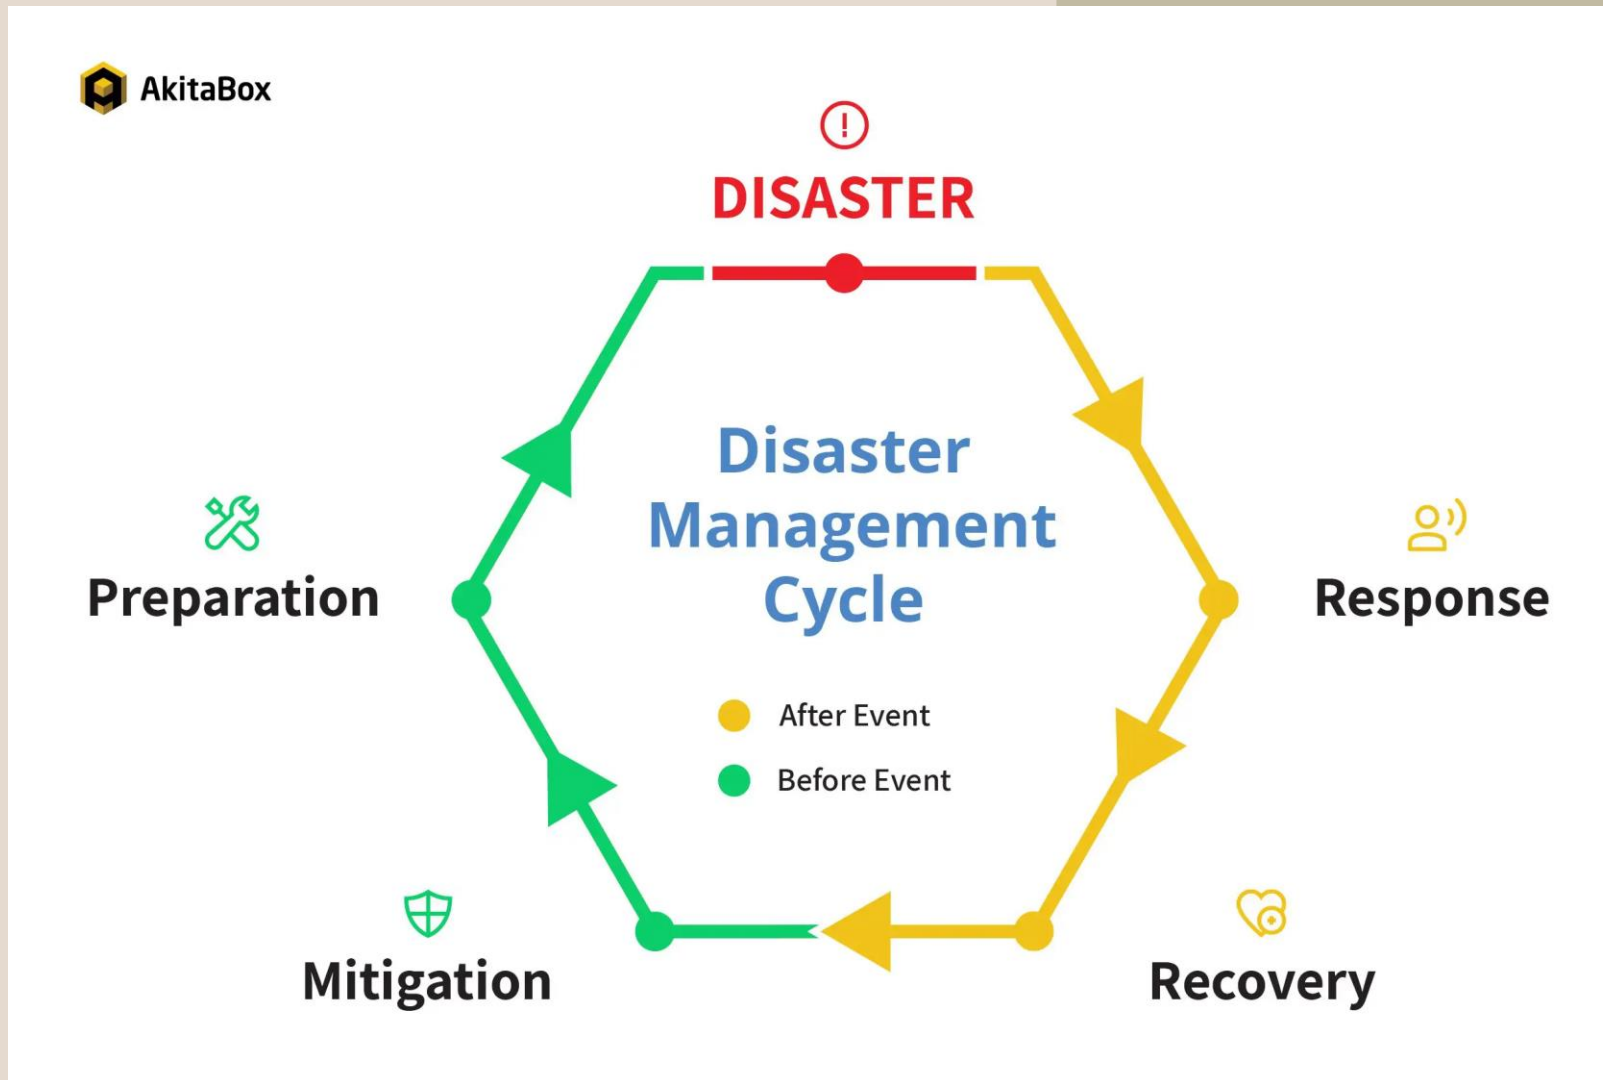 AkitaBox
DISASTER
Disaster
Management
Cycle
Preparation
Response
After Event
Before Event
Mitigation
Recovery